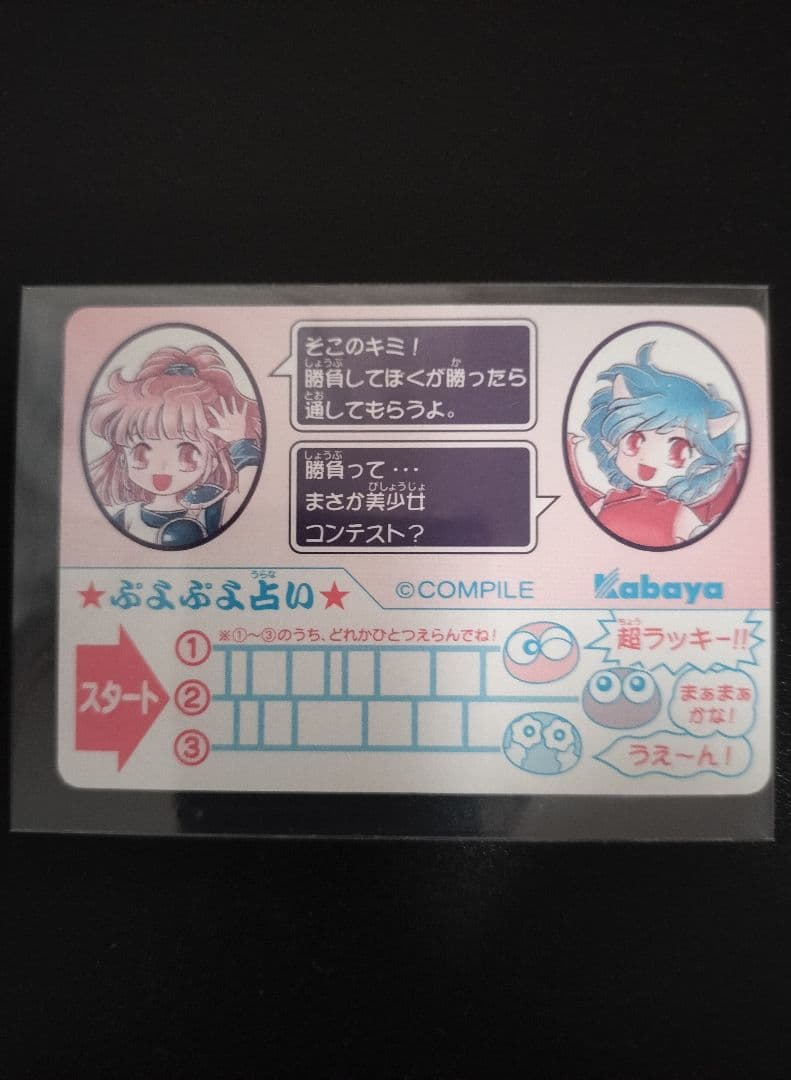 そこのキミ！
勝負してぼくが勝ったら
通してもらうよ。
勝負って…
まさか美少女
コンテスト？
★ぷよぷよ占い★
©COMPILE
Kabaya
※①～③のうち、どれかひとつえらんでね！
スタート
①
②
③
超ラッキー!!
まぁまぁ
かな！
うえ～ん！